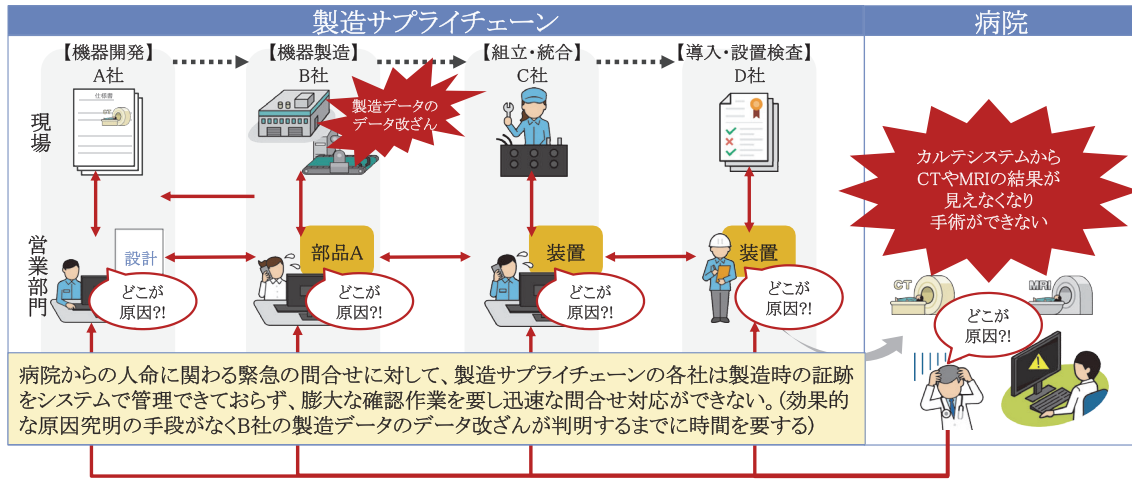 製造サプライチェーン
病院
【機器開発】
A社
【機器製造】
B社
【組立・統合】
C社
【導入・設置検査】
D社
現場
仕様書
CT
製造データの
データ改ざん
カルテシステムから
CTやMRIの結果が
見えなくなり
手術ができない
営業部門
設計
部品A
装置
装置
どこが
原因?!
どこが
原因?!
どこが
原因?!
どこが
原因?!
CT
MRI
どこが
原因?!
病院からの人命に関わる緊急の問合せに対して、製造サプライチェーンの各社は製造時の証跡
をシステムで管理できておらず、膨大な確認作業を要し迅速な問合せ対応ができない。(効果的
な原因究明の手段がなくB社の製造データのデータ改ざんが判明するまでに時間を要する)